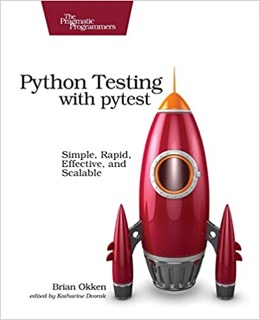 The
Pragmatic
Programmers
Python Testing
with pytest
Simple, Rapid,
Effective, and
Scalable
Brian Okken
edited by Katharine Dvorak